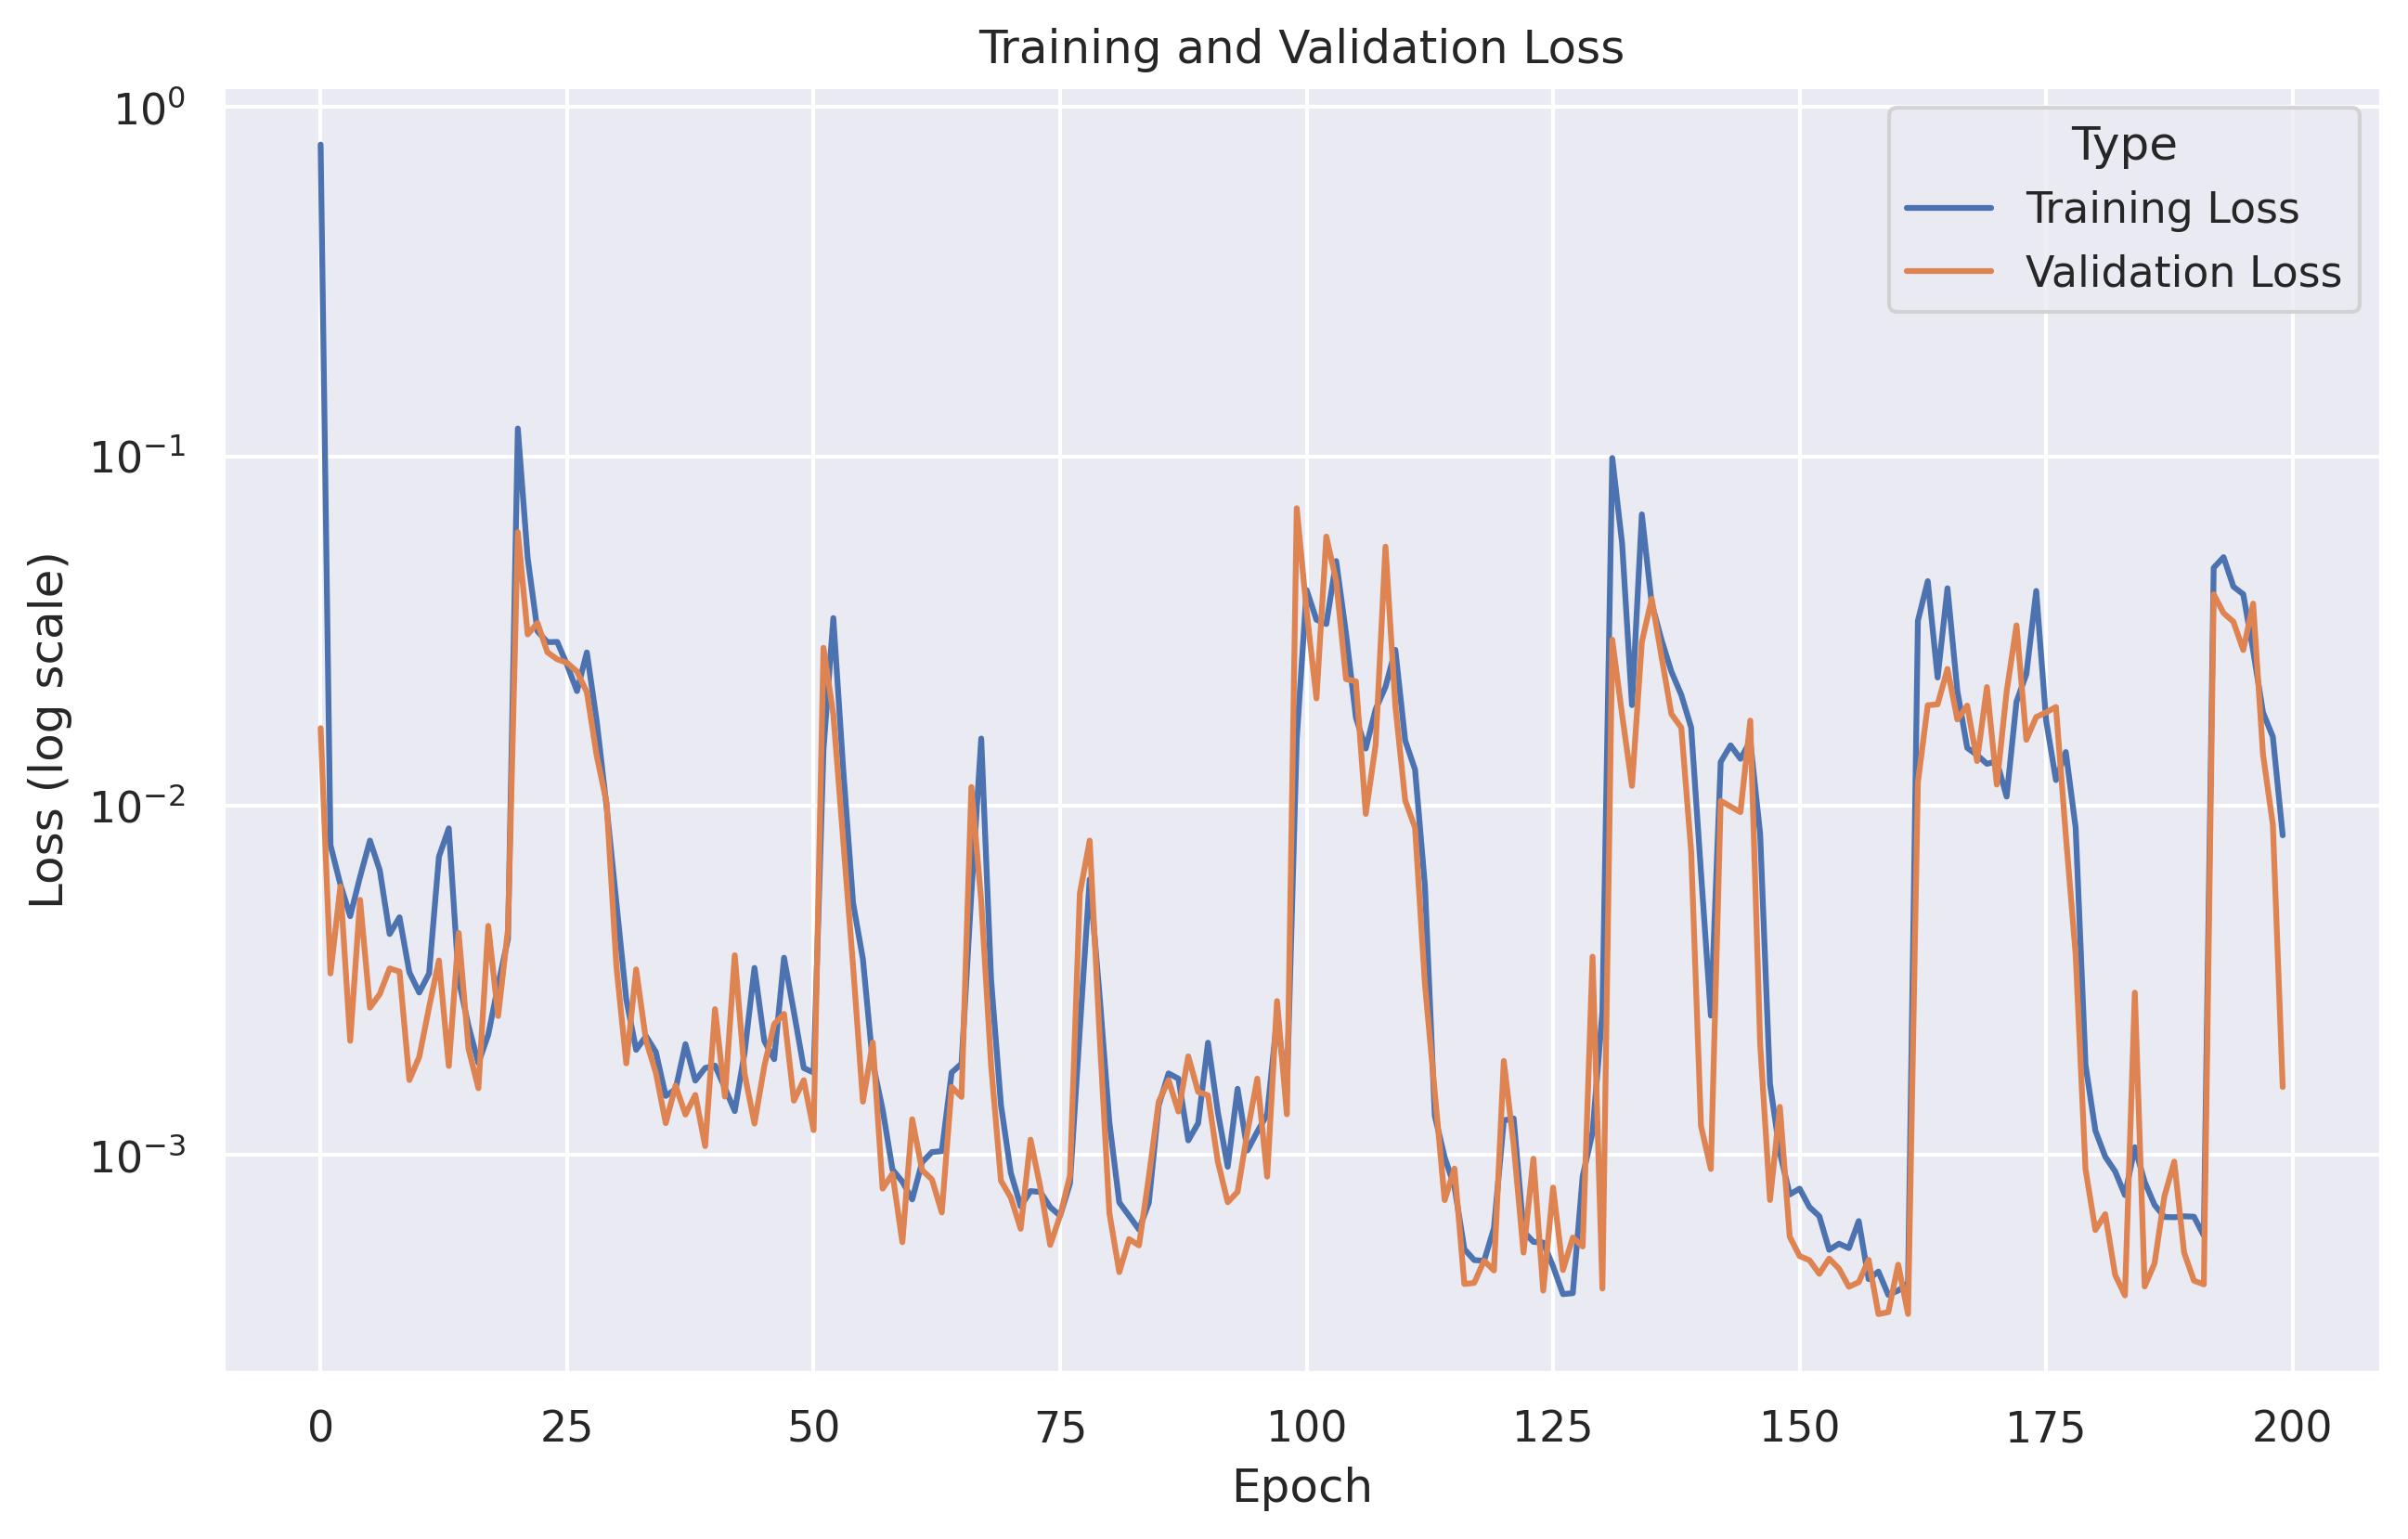 Training and Validation Loss
Type
Training Loss
Validation Loss
Loss (log scale)
10⁰
10⁻¹
10⁻²
10⁻³
0 25 50 75 100 125 150 175 200
Epoch